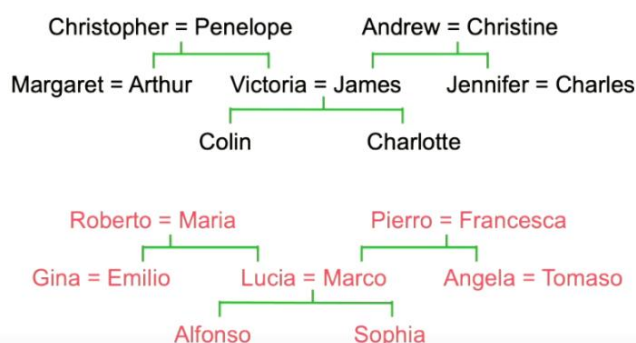 Christopher = Penelope Andrew = Christine
Margaret = Arthur Victoria = James Jennifer = Charles
Colin Charlotte
Roberto = Maria Pierro = Francesca
Gina = Emilio Lucia = Marco Angela = Tomaso
Alfonso Sophia